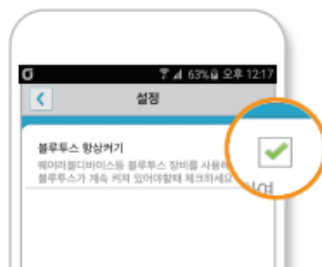 63% 오후 12:17
설정
블루투스 항상켜기
웨어러블디바이스등 블루투스 장비를 사용하
블루투스가 계속 켜져 있어야할때 체크하세요
하여